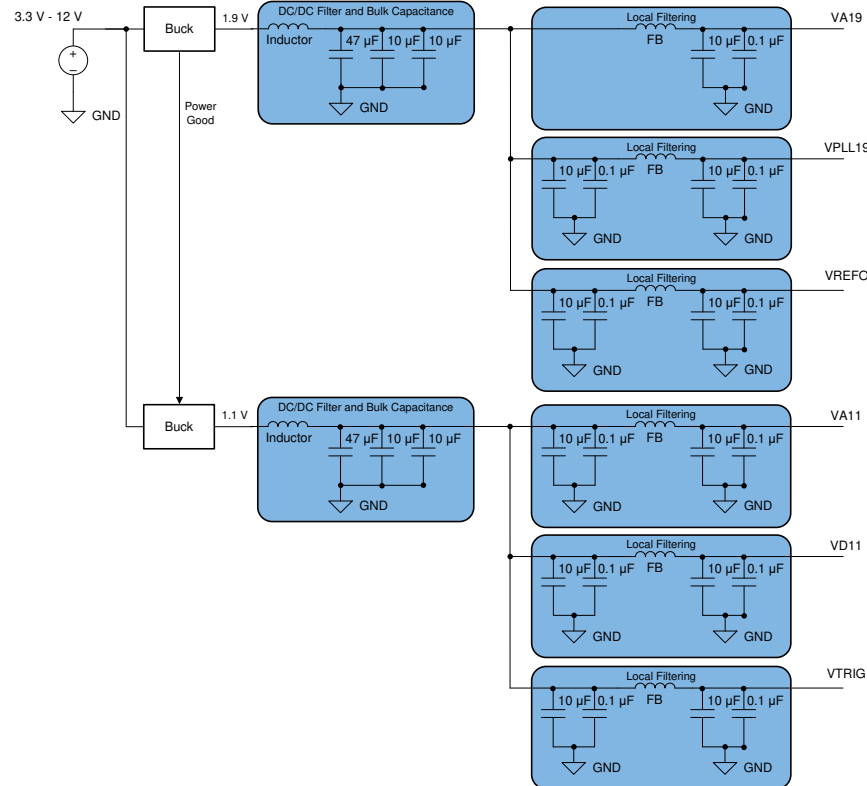 3.3 V - 12 V
Buck
1.9 V
DC/DC Filter and Bulk Capacitance
Inductor
47 µF
10 µF
10 µF
GND
GND
Power
Good
Local Filtering
FB
10 µF
0.1 µF
GND
VA19
Local Filtering
10 µF
0.1 µF
FB
10 µF
0.1 µF
GND
GND
VPLL19
Local Filtering
10 µF
0.1 µF
FB
10 µF
0.1 µF
GND
GND
VREFO
Buck
1.1 V
DC/DC Filter and Bulk Capacitance
Inductor
47 µF
10 µF
10 µF
GND
Local Filtering
10 µF
0.1 µF
FB
10 µF
0.1 µF
GND
GND
VA11
Local Filtering
10 µF
0.1 µF
FB
10 µF
0.1 µF
GND
GND
VD11
Local Filtering
10 µF
0.1 µF
FB
10 µF
0.1 µF
GND
GND
VTRIG